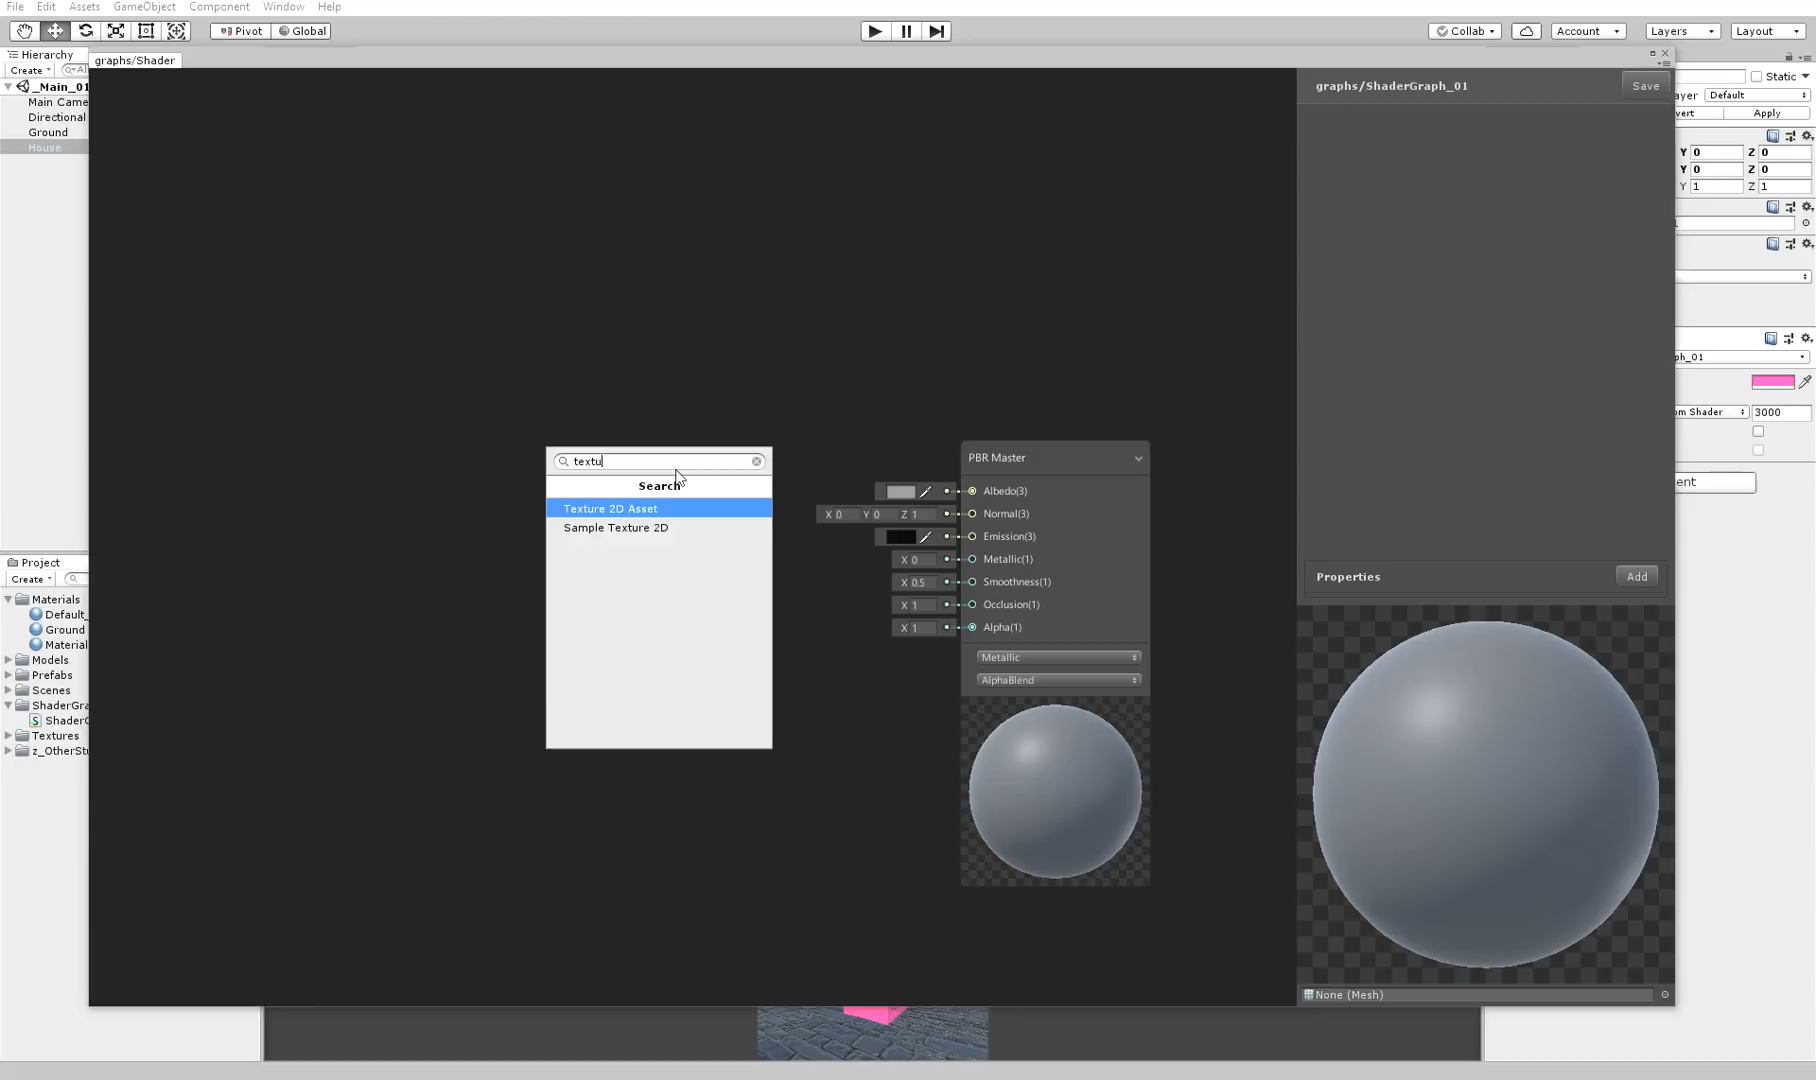 File Edit Assets GameObject Component Window Help
Pivot Global Collab Account Layers Layout
Hierarchy
Create
_Main_01
Main Came
Directional
Ground
House
graphs/Shader
textu
Search
Texture 2D Asset
Sample Texture 2D
PBR Master
Albedo(3)
X 0 Y 0 Z 1 Normal(3)
Emission(3)
X 0 Metallic(1)
X 0.5 Smoothness(1)
X 1 Occlusion(1)
X 1 Alpha(1)
Metallic
AlphaBlend
graphs/ShaderGraph_01 Save
Properties Add
None (Mesh)
Static
ayer Default
vert Apply
Y 0 Z 0
Y 0 Z 0
Y 1 Z 1
ph_01
om Shader 3000
ent
Project
Create
Materials
Default_
Ground
Material
Models
Prefabs
Scenes
ShaderGra
ShaderG
Textures
z_OtherStu